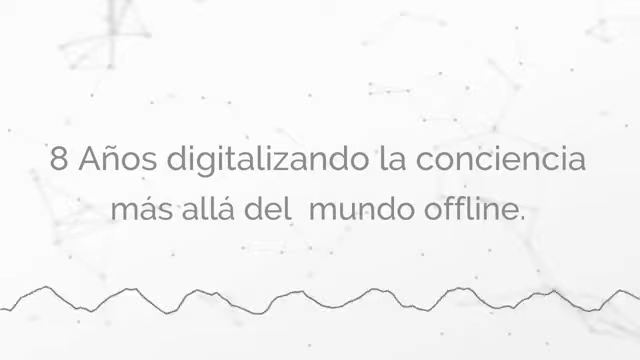 8 Años digitalizando la conciencia
más allá del  mundo offline.